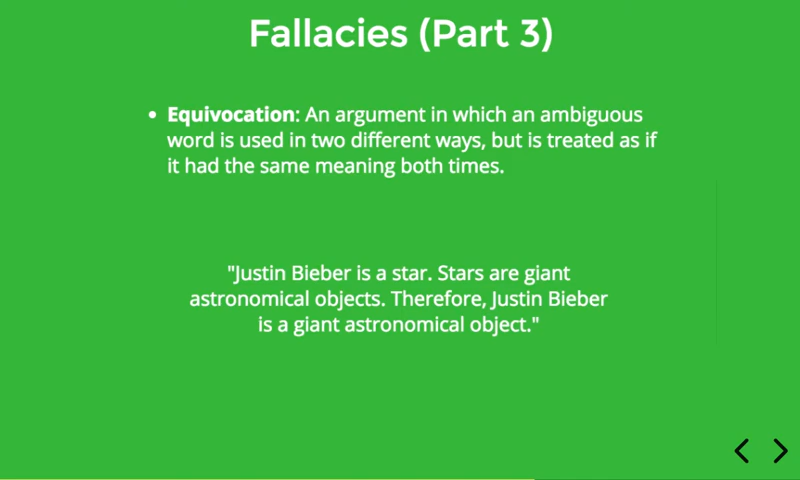 Fallacies (Part 3)
• Equivocation: An argument in which an ambiguous
word is used in two different ways, but is treated as if
it had the same meaning both times.
"Justin Bieber is a star. Stars are giant
astronomical objects. Therefore, Justin Bieber
is a giant astronomical object."